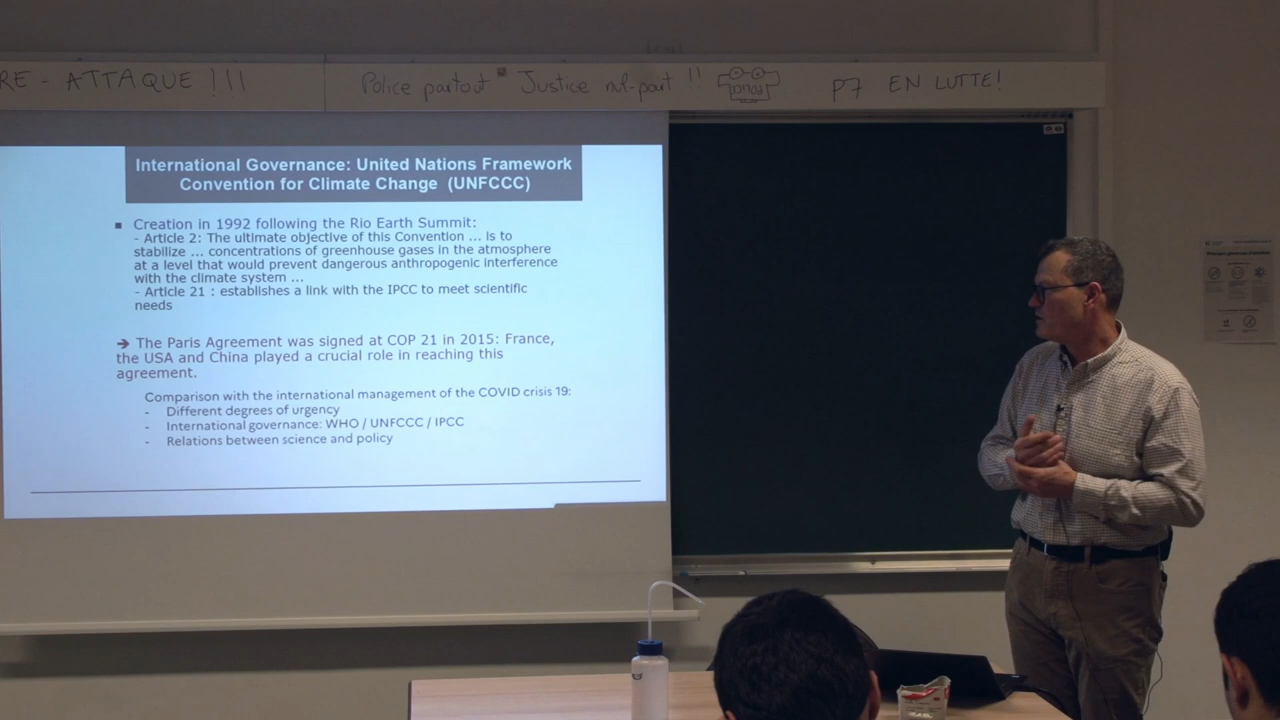 RE - ATTAQUE !!!
Police partout Justice nul-part !!
POLICE
P7 EN LUTTE!
International Governance: United Nations Framework
Convention for Climate Change (UNFCCC)
▪ Creation in 1992 following the Rio Earth Summit:
- Article 2: The ultimate objective of this Convention ... is to
stabilize ... concentrations of greenhouse gases in the atmosphere
at a level that would prevent dangerous anthropogenic interference
with the climate system ...
- Article 21 : establishes a link with the IPCC to meet scientific
needs
➔ The Paris Agreement was signed at COP 21 in 2015: France,
the USA and China played a crucial role in reaching this
agreement.
Comparison with the international management of the COVID crisis 19:
- Different degrees of urgency
- International governance: WHO / UNFCCC / IPCC
- Relations between science and policy